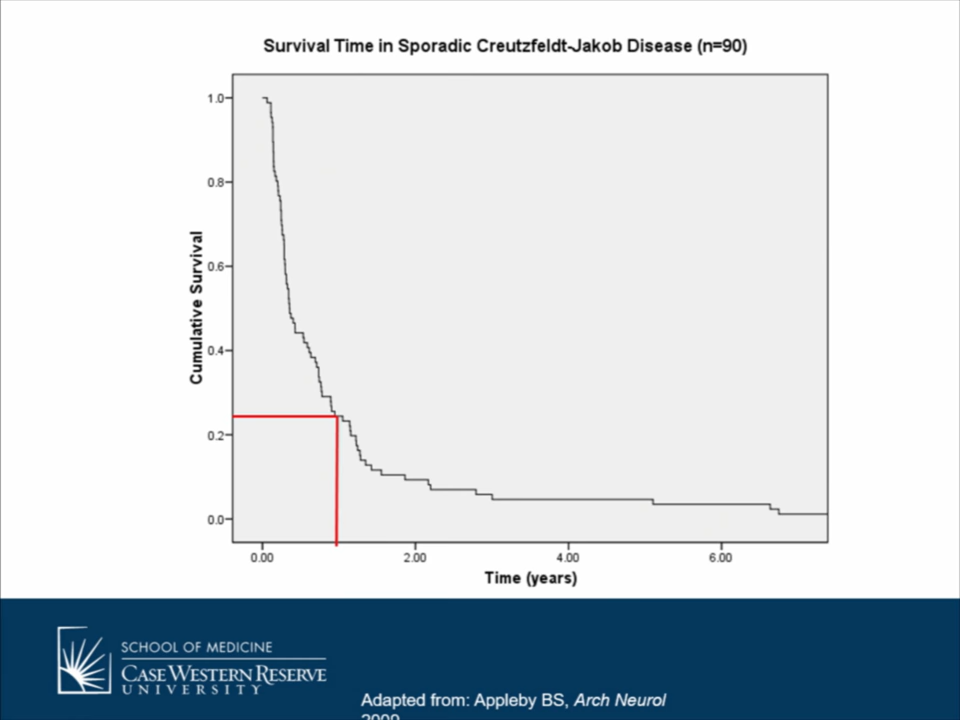 Survival Time in Sporadic Creutzfeldt-Jakob Disease (n=90)
1.0
0.8
0.6
0.4
0.2
0.0
Cumulative Survival
0.00 2.00 4.00 6.00
Time (years)
SCHOOL OF MEDICINE
CASE WESTERN RESERVE
UNIVERSITY
Adapted from: Appleby BS, Arch Neurol
2009